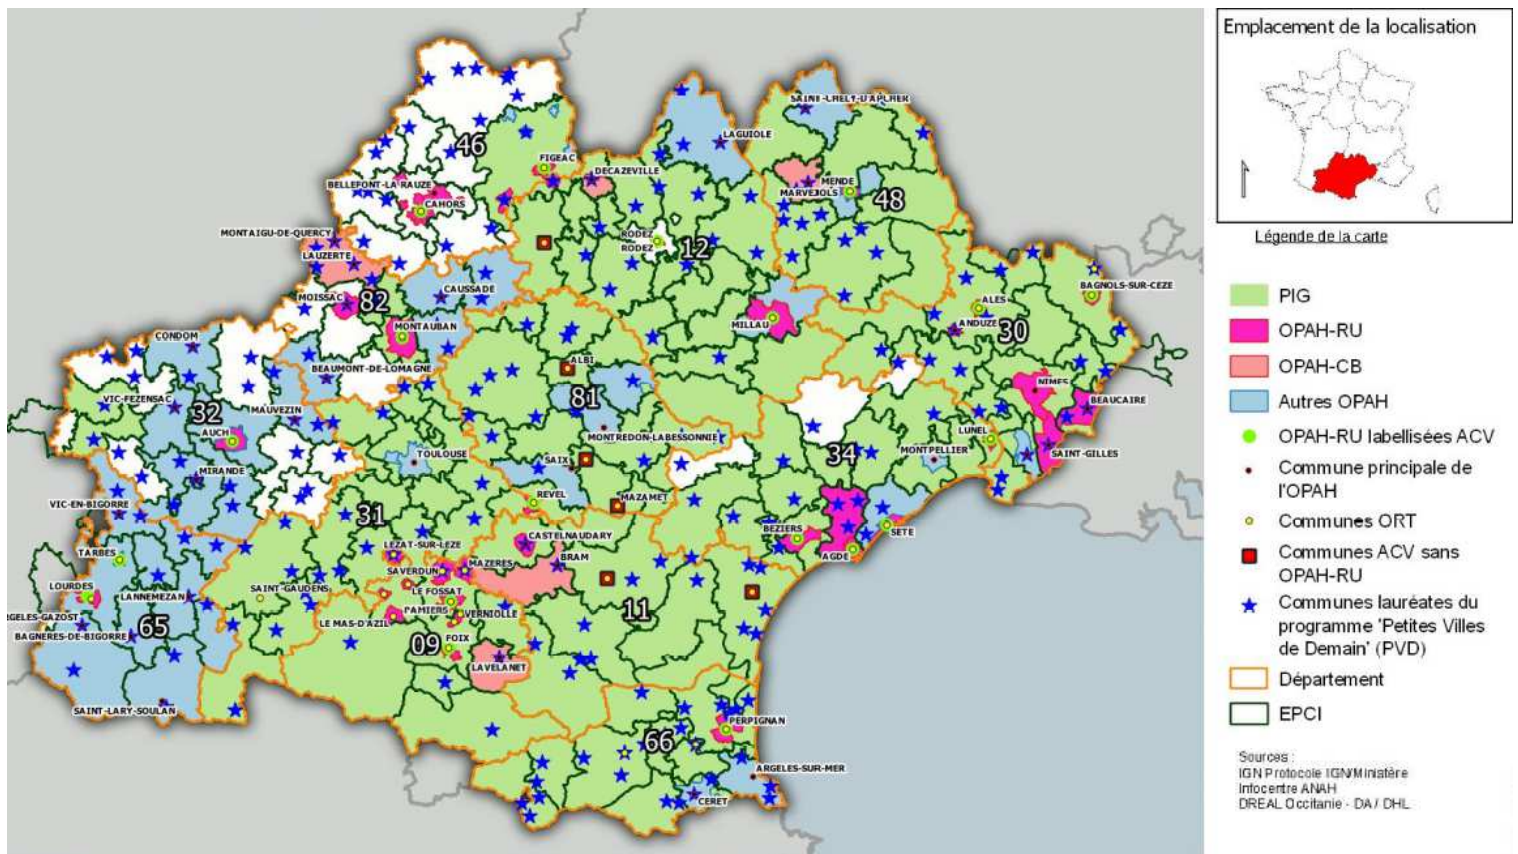 Emplacement de la localisation
Légende de la carte
PIG
OPAH-RU
OPAH-CB
Autres OPAH
OPAH-RU labellisées ACV
Commune principale de
l'OPAH
Communes ORT
Communes ACV sans
OPAH-RU
Communes lauréates du
programme 'Petites Villes
de Demain' (PVD)
Département
EPCI
Sources :
IGN Protocole IGN/Ministère
Infocentre ANAH
DREAL Occitanie - DA / DHL
SAINT-CHELY-D'APCHER
LAGUIOLE
46
FIGEAC
DECAZEVILLE
BELLEFONT-LA RAUZE
CAHORS
MENDE
MARVEJOLS
48
MONTAIGU-DE-QUERCY
LAUZERTE
RODEZ
RODEZ
12
MOISSAC
82
CAUSSADE
BAGNOLS-SUR-CEZE
ALES
MONTAUBAN
MILLAU
ANDUZE
30
CONDOM
BEAUMONT-DE-LOMAGNE
ALBI
NIMES
VIC-FEZENSAC
32
MAUVEZIN
81
BEAUCAIRE
AUCH
MONTREDON-LABESSONNIE
LUNEL
TOULOUSE
34
MONTPELLIER
SAINT-GILLES
MIRANDE
SAIX
VIC-EN-BIGORRE
REVEL
MAZAMET
31
BEZIERS
SETE
CASTELNAUDARY
AGDE
LEZAT-SUR-LEZE
TARBES
BRAM
SAVERDUN
MAZERES
LOURDES
SAINT-GAUDENS
LE FOSSAT
LANNEMEZAN
ARGELES-GAZOST
PAMIERS
VERNIOLLE
11
LE MAS-D'AZIL
65
BAGNERES-DE-BIGORRE
09
FOIX
LAVELANET
SAINT-LARY-SOULAN
PERPIGNAN
66
ARGELES-SUR-MER
CERET